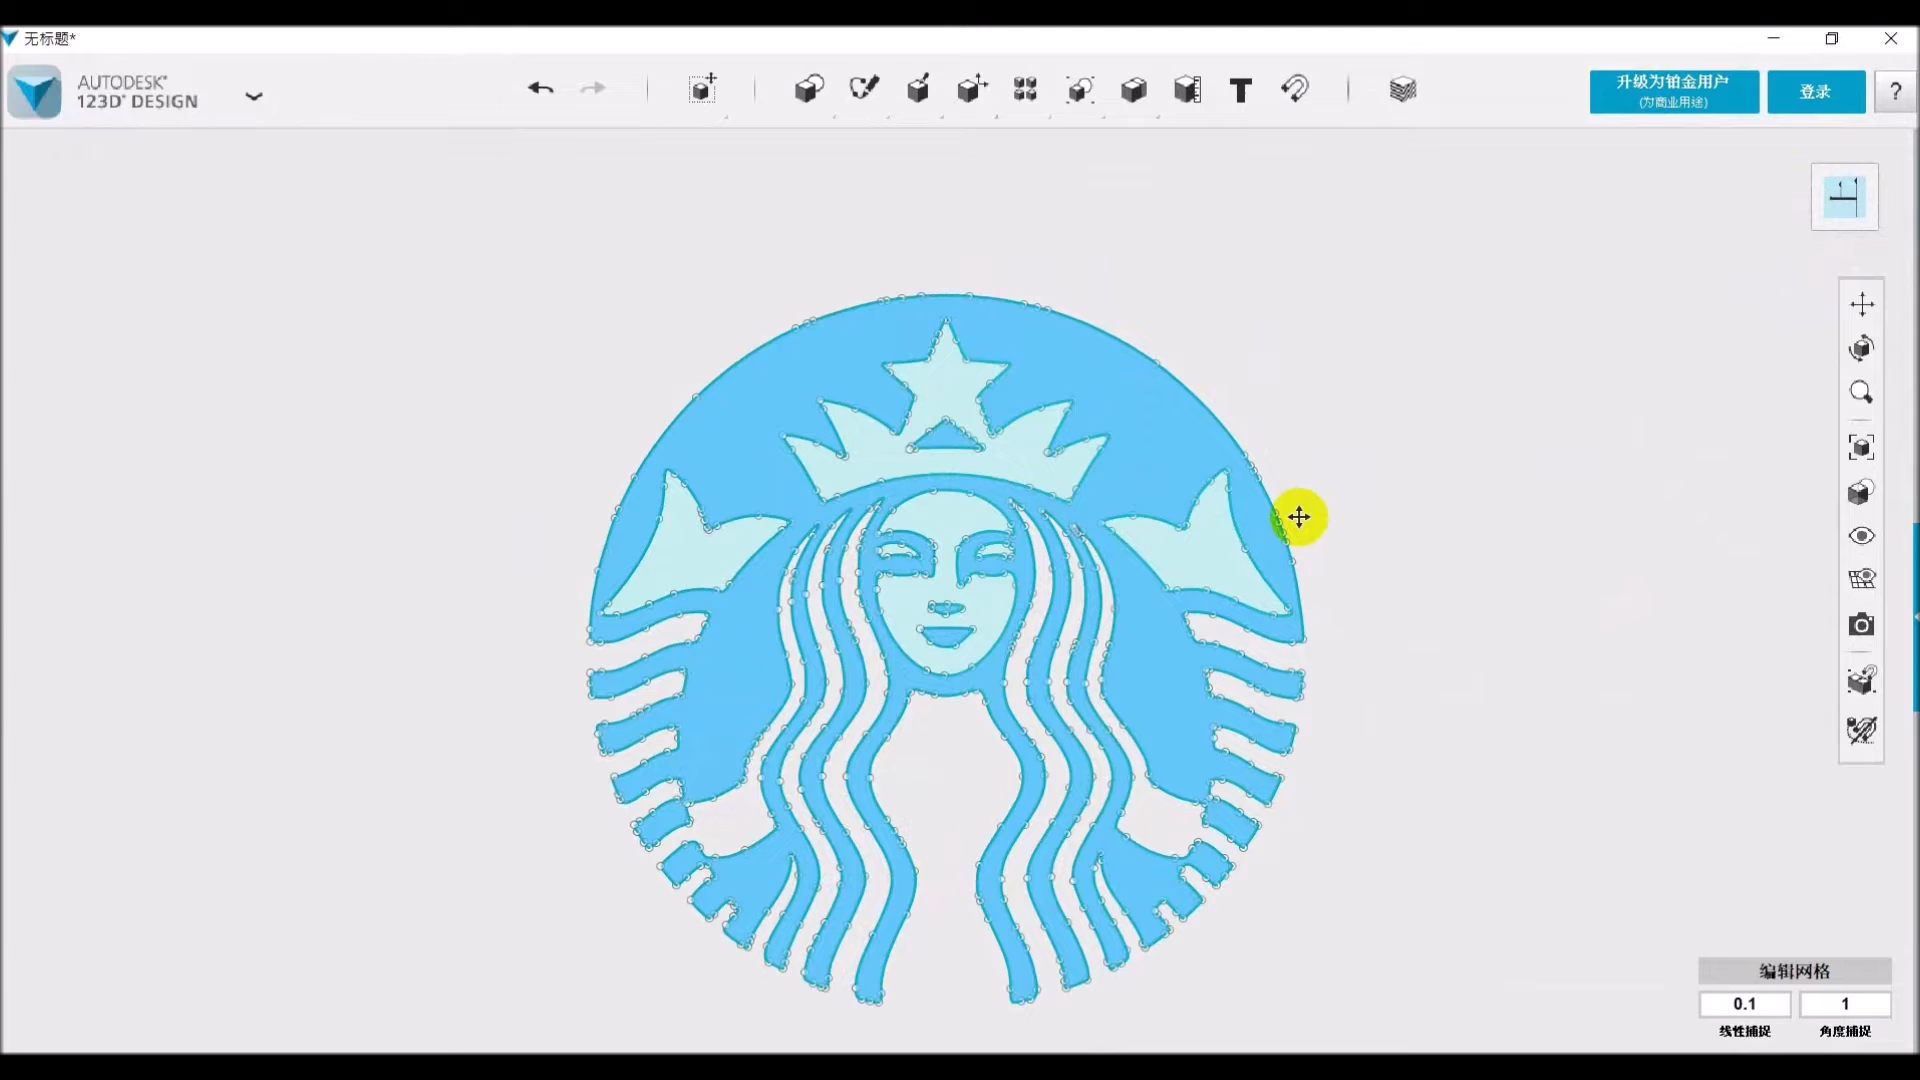 无标题*
AUTODESK®
123D® DESIGN
升级为铂金用户
(为商业用途)
登录
?
上
编辑网格
0.1
1
线性捕捉
角度捕捉